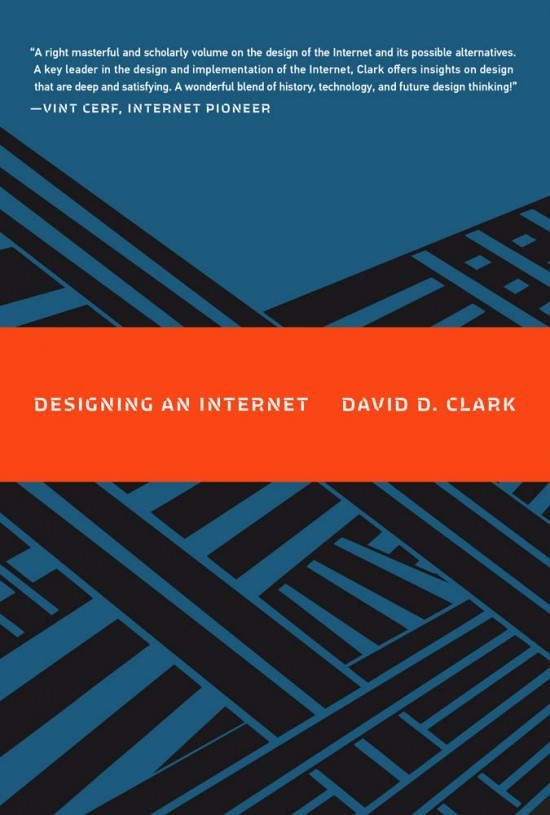 “A right masterful and scholarly volume on the design of the Internet and its possible alternatives.
A key leader in the design and implementation of the Internet, Clark offers insights on design
that are deep and satisfying. A wonderful blend of history, technology, and future design thinking!”
—VINT CERF, INTERNET PIONEER
DESIGNING AN INTERNET DAVID D. CLARK